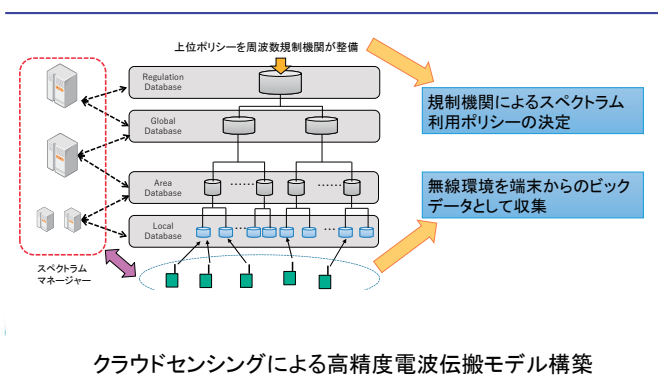 上位ポリシーを周波数規制機関が整備
Regulation
Database
Global
Database
Area
Database
Local
Database
スペクトラム
マネージャー
規制機関によるスペクトラム
利用ポリシーの決定
無線環境を端末からのビック
データとして収集
クラウドセンシングによる高精度電波伝搬モデル構築